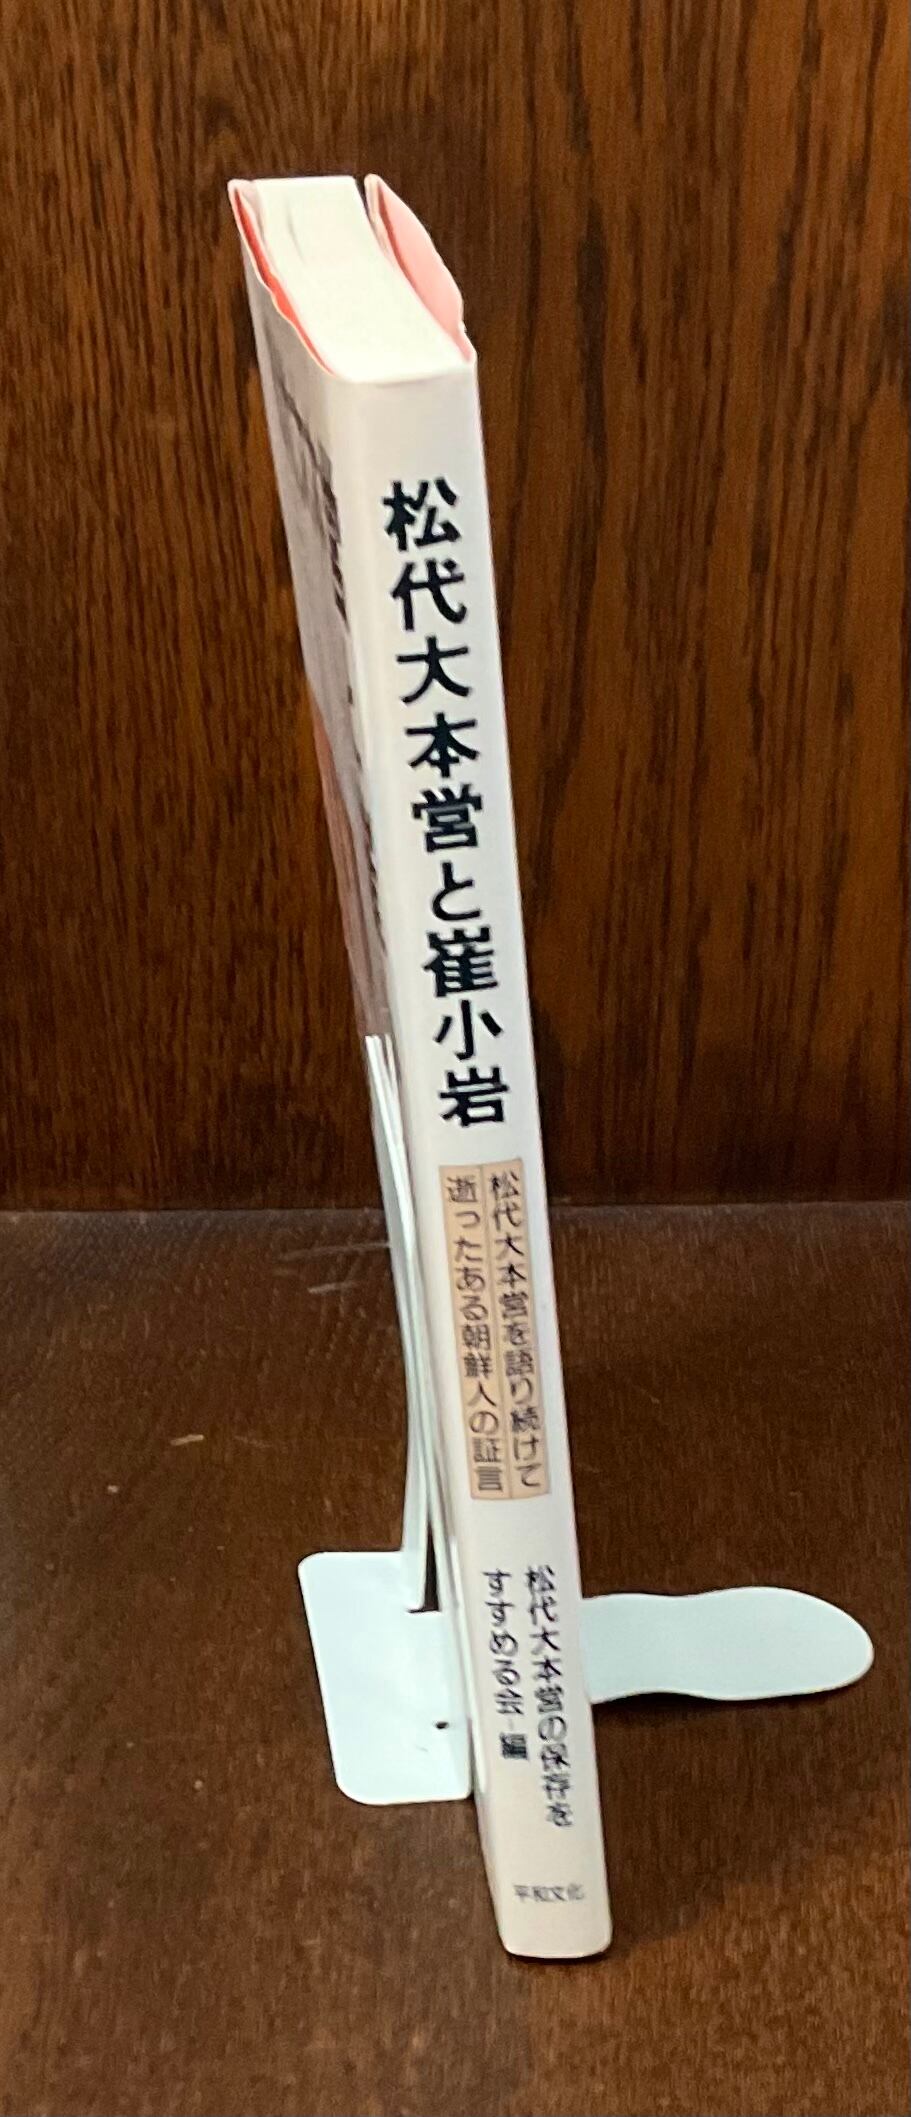 松代大本営と崔小岩
松代大本営を語り続けて
逝ったある朝鮮人の証言
松代大本営の保存を
すすめる会-編
平和文化